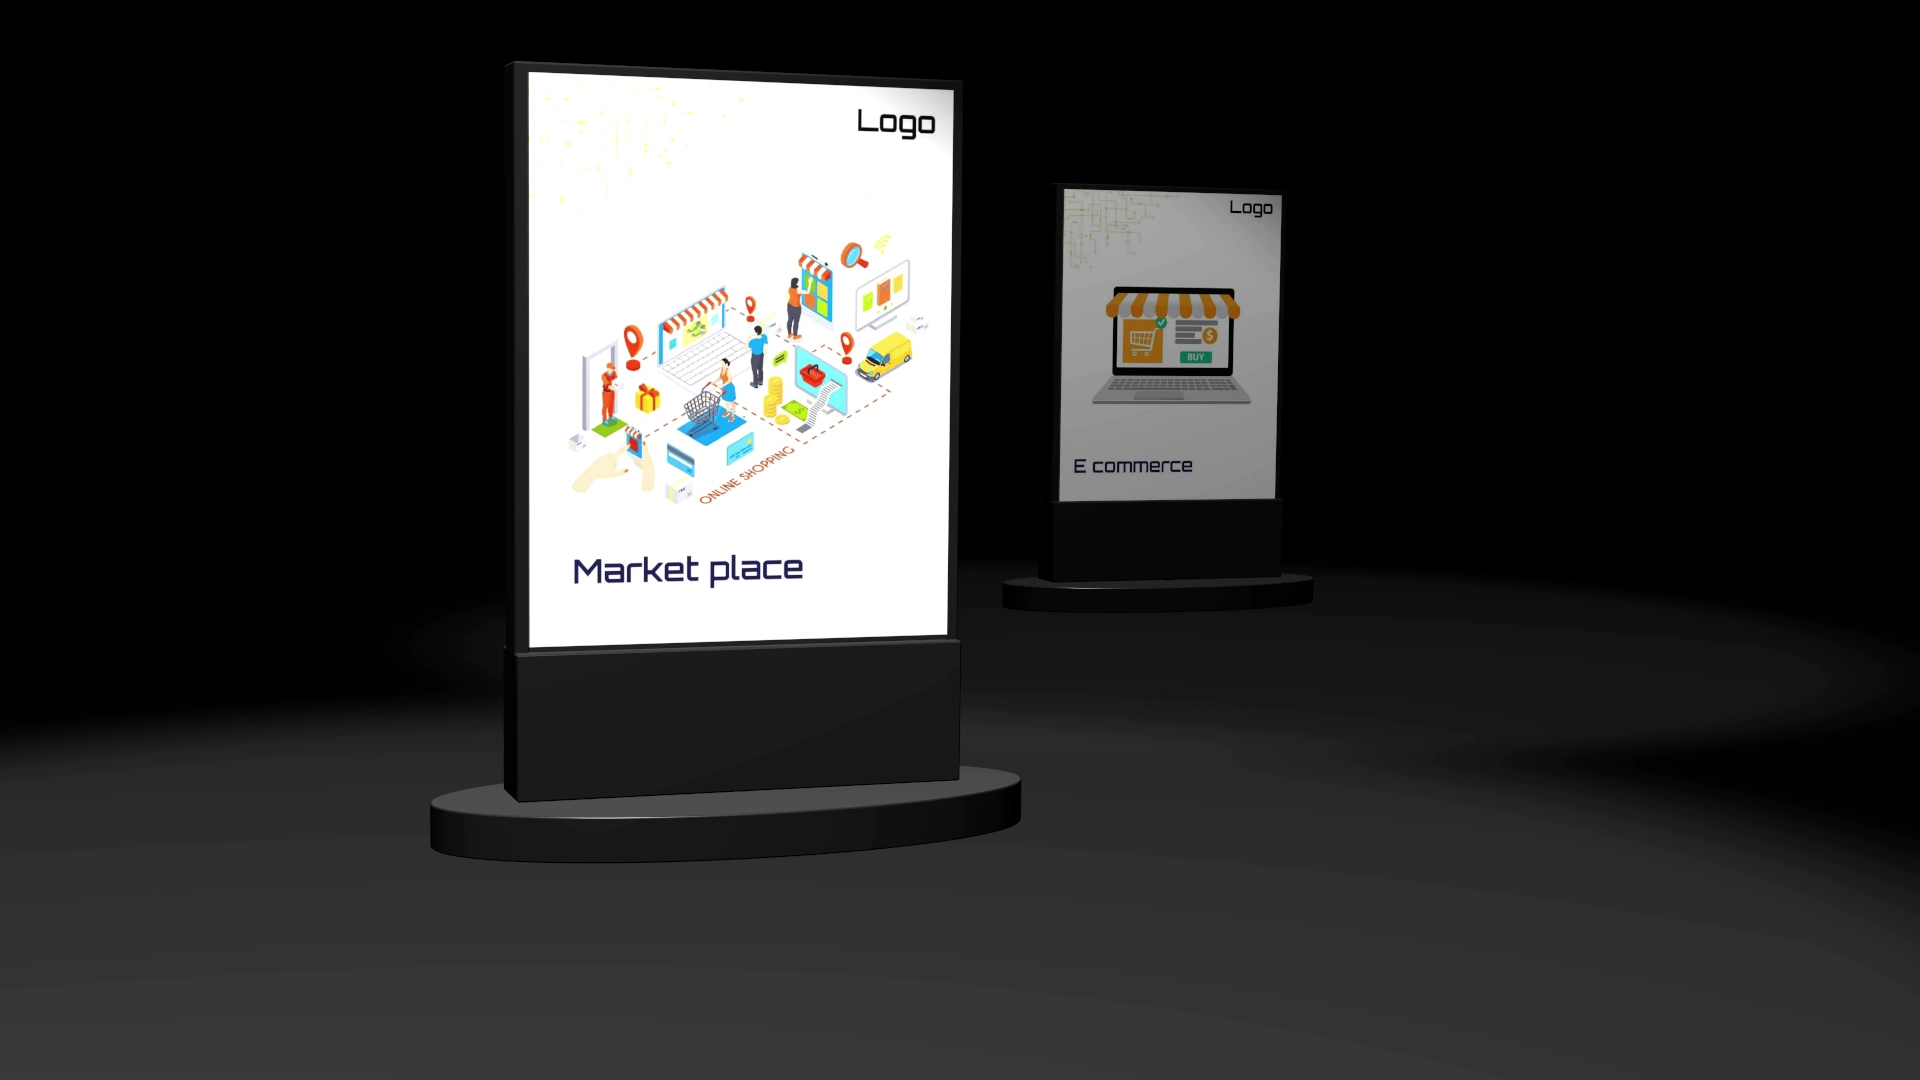 Logo
ONLINE SHOPPING
Market place
Logo
BUY
E commerce